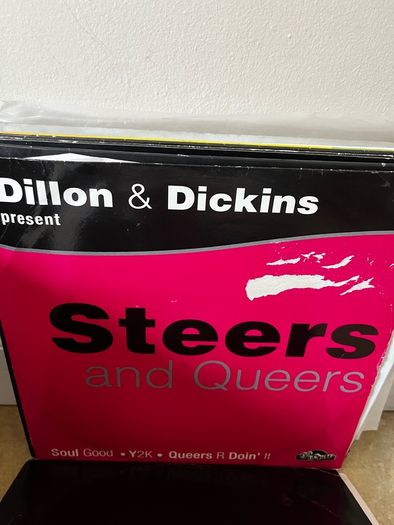 Dillon & Dickins
present
Steers
and Queers
Soul Good • Y2K • Queers R Doin' It